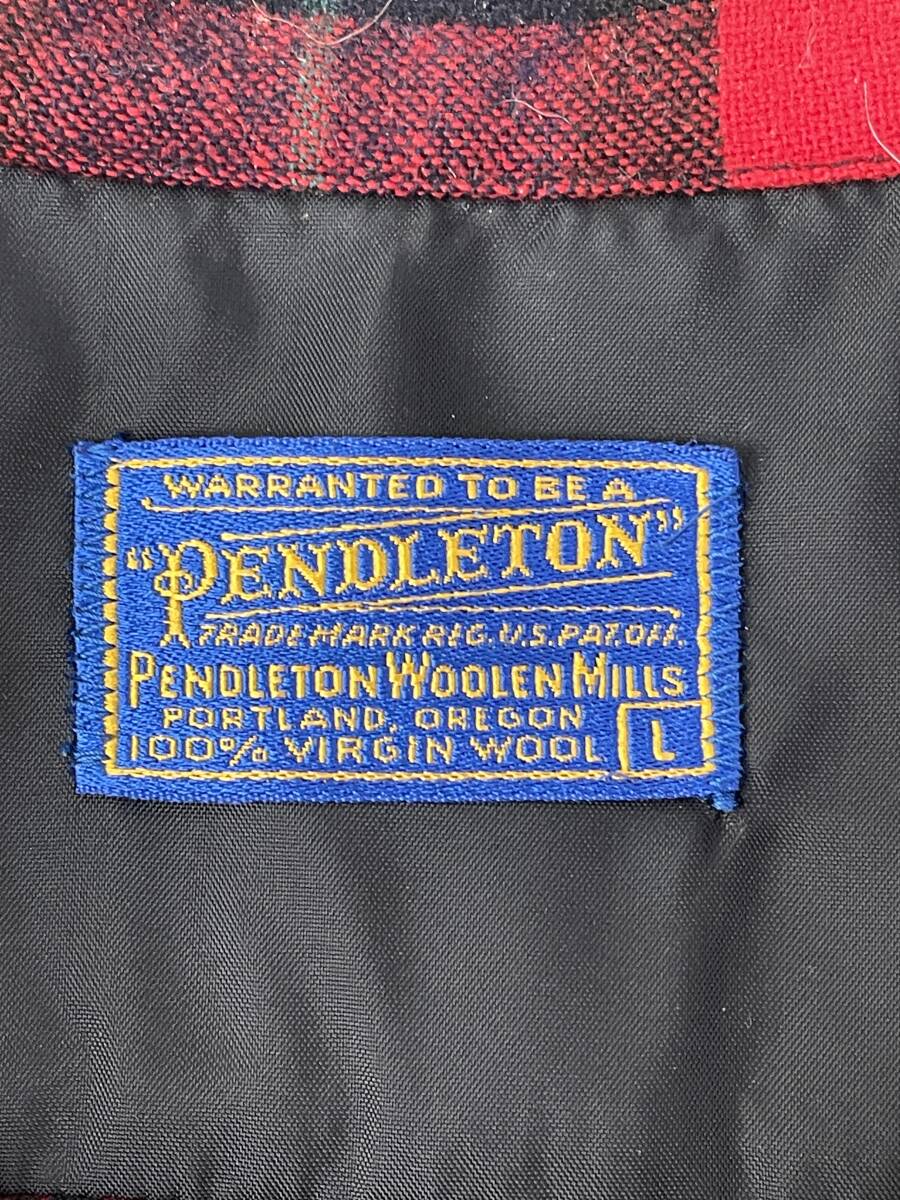 WARRANTED TO BE A
"PENDLETON"
TRADE MARK REG. U.S. PAT. OFF.
PENDLETON WOOLEN MILLS
PORTLAND, OREGON
100% VIRGIN WOOL L